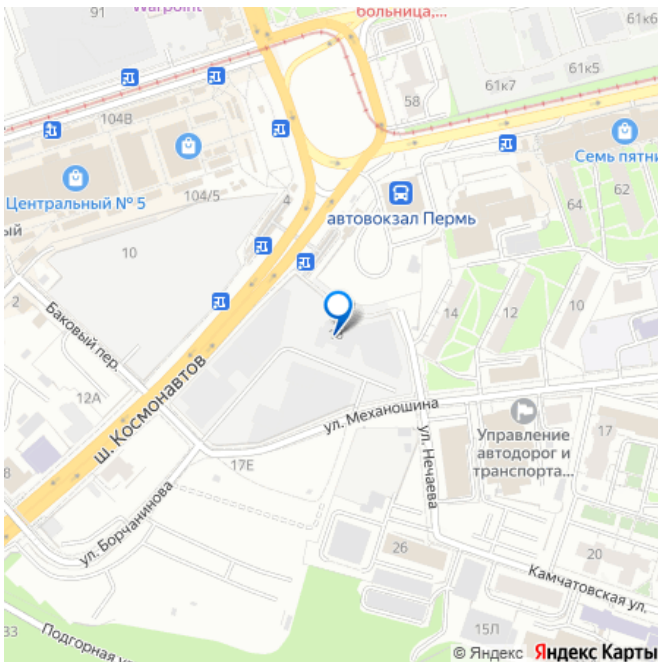 91
Warpoint
больница,...
61к6
61к5
61к7
58
104В
Центральный № 5
104/5
4
автовокзал Пермь
Семь пятни
62
64
ый
10
2
Баковый пер.
14
12
10
12А
ш. Космонавтов
ул. Механошина
ул. Нечаева
Управление
автодорог и
транспорта...
17
17Е
8
ул. Борчанинова
26
20
Камчатовская ул.
33
Подгорная у
15Л
© Яндекс Яндекс Карты